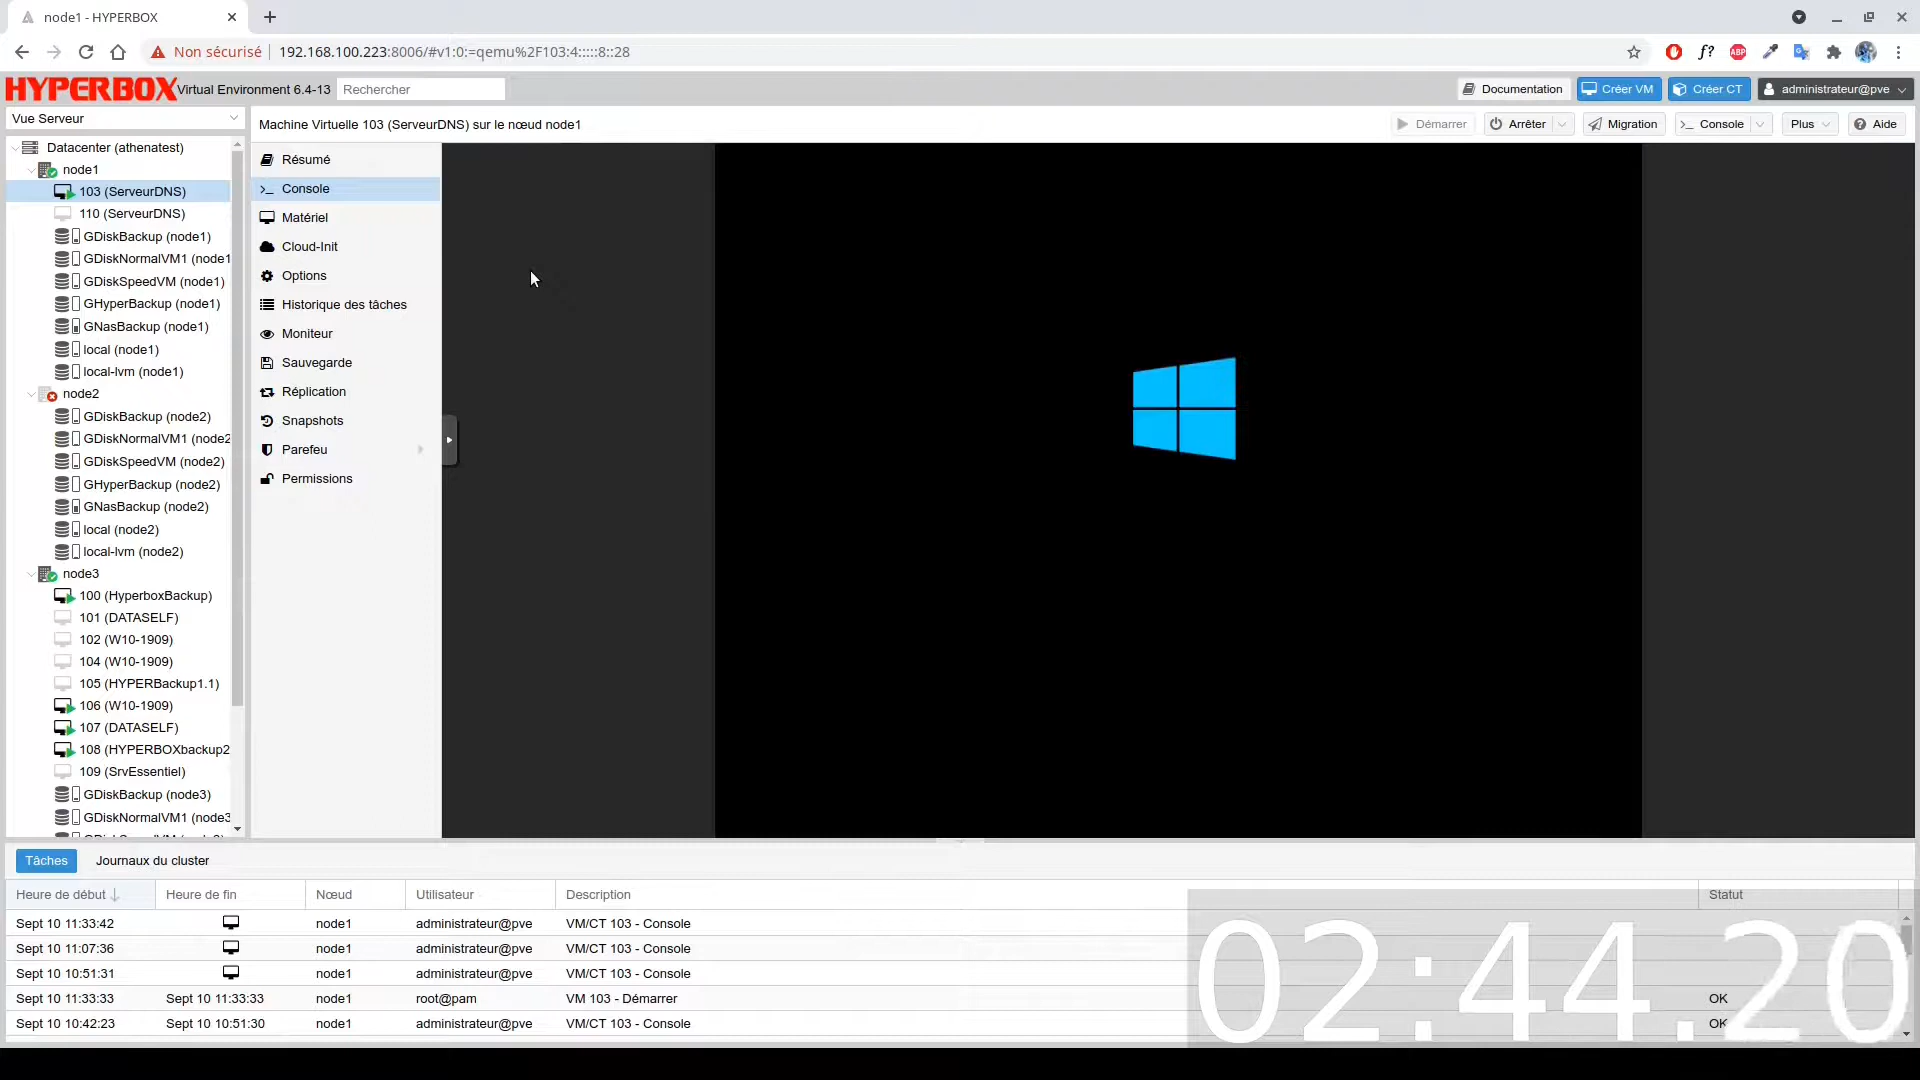 node1 - HYPERBOX
Non sécurisé 192.168.100.223:8006/#v1:0:=qemu%2F103:4:::::8::28
f?
ABP
HYPERBOX Virtual Environment 6.4-13 Rechercher Documentation Créer VM Créer CT administrateur@pve
Vue Serveur
Machine Virtuelle 103 (ServeurDNS) sur le nœud node1 Démarrer Arrêter Migration Console Plus Aide
Datacenter (athenatest)
node1
103 (ServeurDNS)
110 (ServeurDNS)
GDiskBackup (node1)
GDiskNormalVM1 (node1
GDiskSpeedVM (node1)
GHyperBackup (node1)
GNasBackup (node1)
local (node1)
local-lvm (node1)
node2
GDiskBackup (node2)
GDiskNormalVM1 (node2
GDiskSpeedVM (node2)
GHyperBackup (node2)
GNasBackup (node2)
local (node2)
local-lvm (node2)
node3
100 (HyperboxBackup)
101 (DATASELF)
102 (W10-1909)
104 (W10-1909)
105 (HYPERBackup1.1)
106 (W10-1909)
107 (DATASELF)
108 (HYPERBOXbackup2
109 (SrvEssentiel)
GDiskBackup (node3)
GDiskNormalVM1 (node3
Résumé
Console
Matériel
Cloud-Init
Options
Historique des tâches
Moniteur
Sauvegarde
Réplication
Snapshots
Parefeu
Permissions
Tâches Journaux du cluster
Heure de début Heure de fin Nœud Utilisateur Description Statut
Sept 10 11:33:42 node1 administrateur@pve VM/CT 103 - Console
Sept 10 11:07:36 node1 administrateur@pve VM/CT 103 - Console
Sept 10 10:51:31 node1 administrateur@pve VM/CT 103 - Console
Sept 10 11:33:33 Sept 10 11:33:33 node1 root@pam VM 103 - Démarrer OK
Sept 10 10:42:23 Sept 10 10:51:30 node1 administrateur@pve VM/CT 103 - Console OK
02:44.20